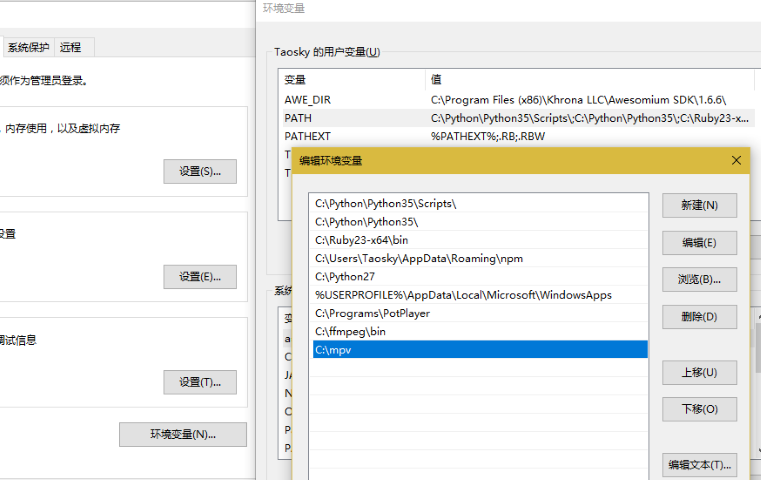 环境变量
系统保护 远程
须作为管理员登录。
，内存使用，以及虚拟内存
设置(S)...
设置
设置(E)...
调试信息
设置(T)...
环境变量(N)...
Taosky 的用户变量(U)
变量 值
AWE_DIR C:\Program Files (x86)\Khrona LLC\Awesomium SDK\1.6.6\
PATH C:\Python\Python35\Scripts\;C:\Python\Python35\;C:\Ruby23-x...
PATHEXT %PATHEXT%;.RB;.RBW
T
T
编辑环境变量
C:\Python\Python35\Scripts\
C:\Python\Python35\
C:\Ruby23-x64\bin
C:\Users\Taosky\AppData\Roaming\npm
C:\Python27
%USERPROFILE%\AppData\Local\Microsoft\WindowsApps
C:\Programs\PotPlayer
C:\ffmpeg\bin
C:\mpv
新建(N)
编辑(E)
浏览(B)...
删除(D)
上移(U)
下移(O)
编辑文本(T)...
系统
a
C
JA
N
O
P
P